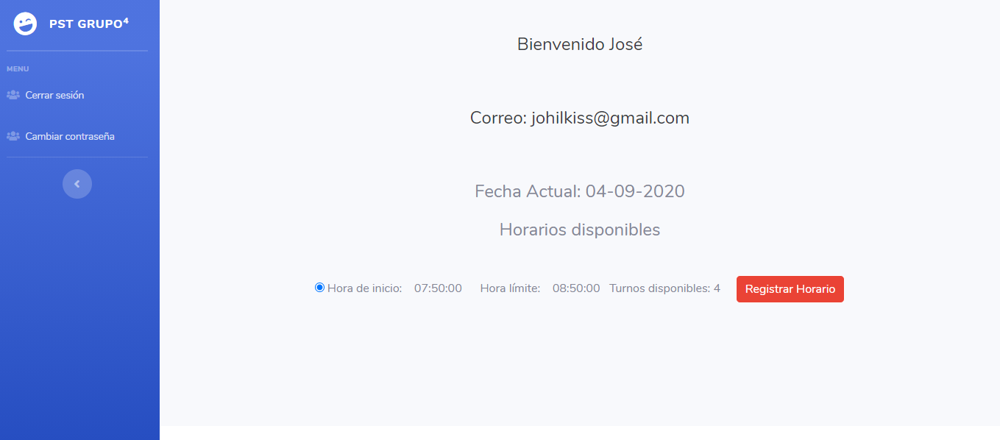 PST GRUPO4
MENU
Cerrar sesión
Cambiar contraseña
Bienvenido José
Correo: johilkiss@gmail.com
Fecha Actual: 04-09-2020
Horarios disponibles
Hora de inicio: 07:50:00 Hora límite: 08:50:00 Turnos disponibles: 4 Registrar Horario